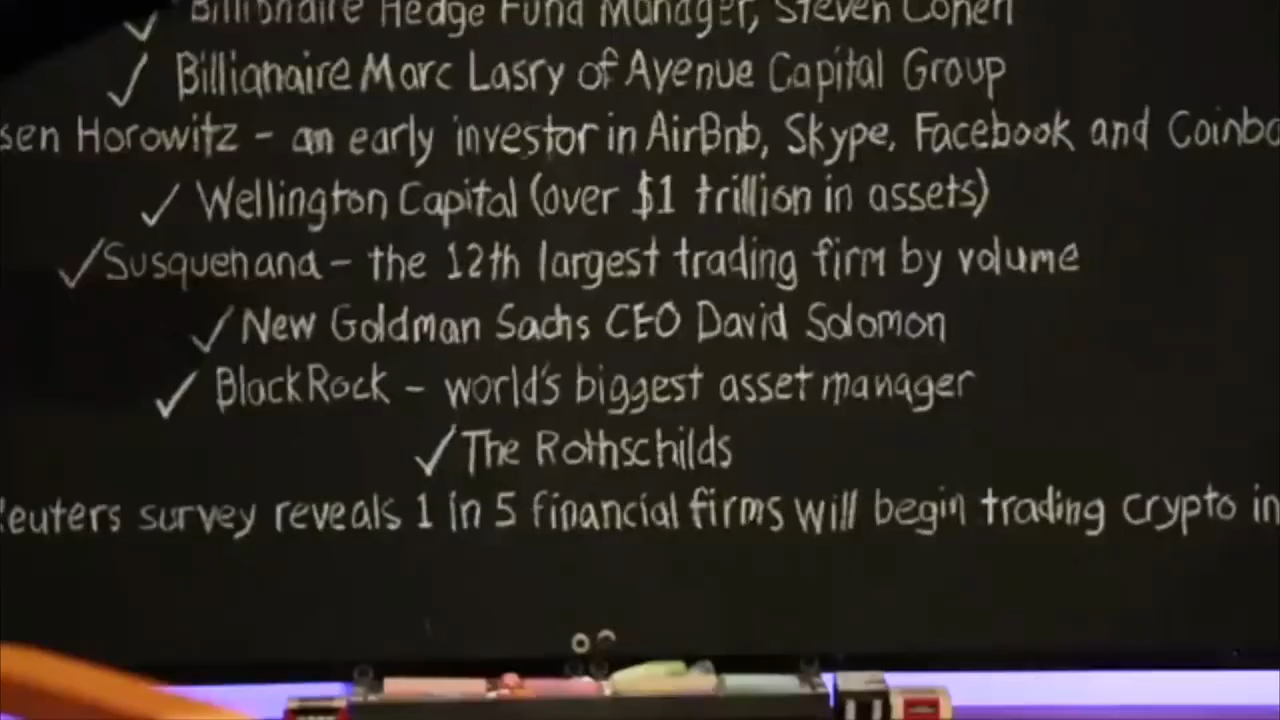 ✓ Billionaire Hedge Fund Manager, Steven Cohen
✓ Billianaire Marc Lasry of Avenue Capital Group
sen Horowitz - an early investor in AirBnb, Skype, Facebook and Coinba
✓ Wellington Capital (over $1 trillion in assets)
✓ Susquehana - the 12th largest trading firm by volume
✓ New Goldman Sachs CEO David Solomon
✓ BlackRock - world's biggest asset manager
✓ The Rothschilds
euters survey reveals 1 in 5 financial firms will begin trading crypto in